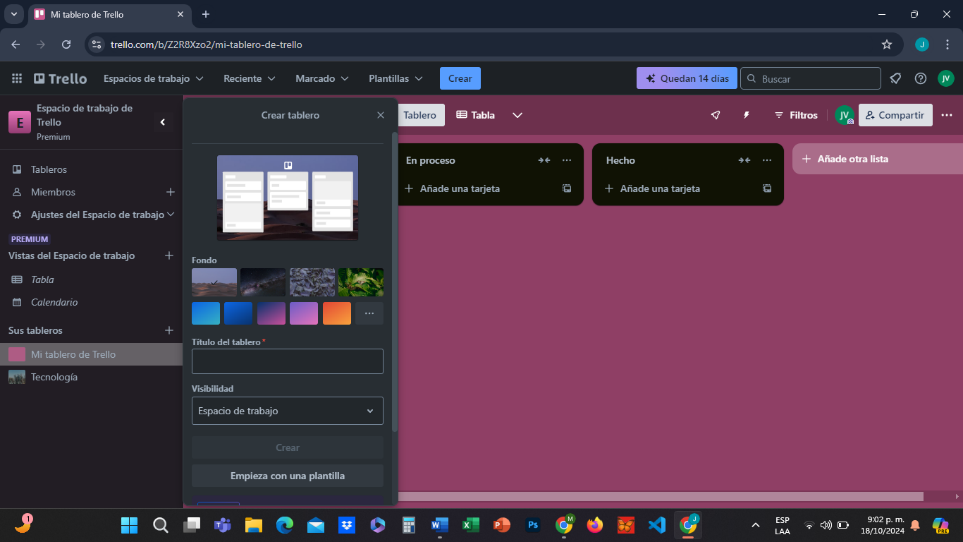 Mi tablero de Trello
trello.com/b/Z2R8Xzo2/mi-tablero-de-trello
J
Trello
Espacios de trabajo
Reciente
Marcado
Plantillas
Crear
Quedan 14 días
Buscar
JV
E
Espacio de trabajo de
Trello
Premium
Tableros
Miembros
Ajustes del Espacio de trabajo
PREMIUM
Vistas del Espacio de trabajo
Tabla
Calendario
Sus tableros
Mi tablero de Trello
Tecnología
Crear tablero
Fondo
Título del tablero*
Visibilidad
Espacio de trabajo
Crear
Empieza con una plantilla
Tablero
Tabla
Filtros
JV
Compartir
En proceso
Añade una tarjeta
Hecho
Añade una tarjeta
Añade otra lista
1
ESP
LAA
9:02 p. m.
18/10/2024